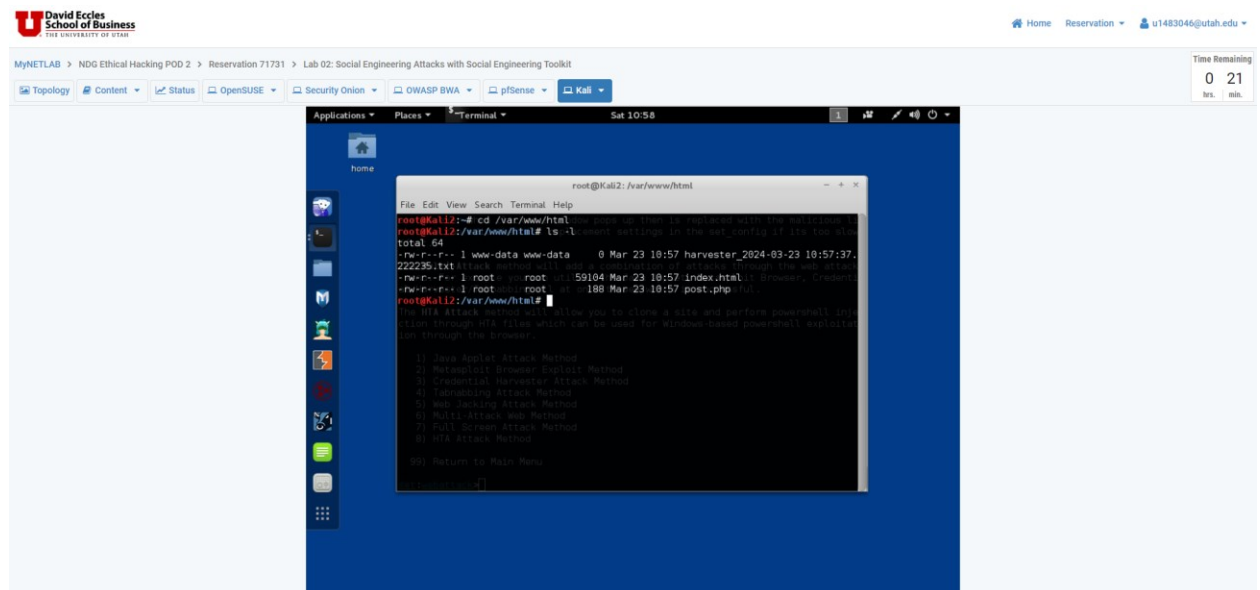 David Eccles
School of Business
THE UNIVERSITY OF UTAH
Home Reservation u1483046@utah.edu
MyNETLAB > NDG Ethical Hacking POD 2 > Reservation 71731 > Lab 02: Social Engineering Attacks with Social Engineering Toolkit
Time Remaining
0 21
hrs. min.
Topology Content Status OpenSUSE Security Onion OWASP BWA pfSense Kali
Applications Places Terminal Sat 10:58 1
home
root@Kali2: /var/www/html
File Edit View Search Terminal Help
root@Kali2:~# cd /var/www/html
root@Kali2:/var/www/html# ls -l
total 64
-rw-r--r-- 1 www-data www-data 0 Mar 23 10:57 harvester_2024-03-23 10:57:37.
222235.txt
-rw-r--r-- 1 root root 59104 Mar 23 10:57 index.html
-rw-r--r-- 1 root root 188 Mar 23 10:57 post.php
root@Kali2:/var/www/html#
The HTA Attack method will allow you to clone a site and perform powershell inje
ction through HTA files which can be used for Windows-based powershell exploitat
ion through the browser.
1) Java Applet Attack Method
2) Metasploit Browser Exploit Method
3) Credential Harvester Attack Method
4) Tabnabbing Attack Method
5) Web Jacking Attack Method
6) Multi-Attack Web Method
7) Full Screen Attack Method
8) HTA Attack Method
99) Return to Main Menu